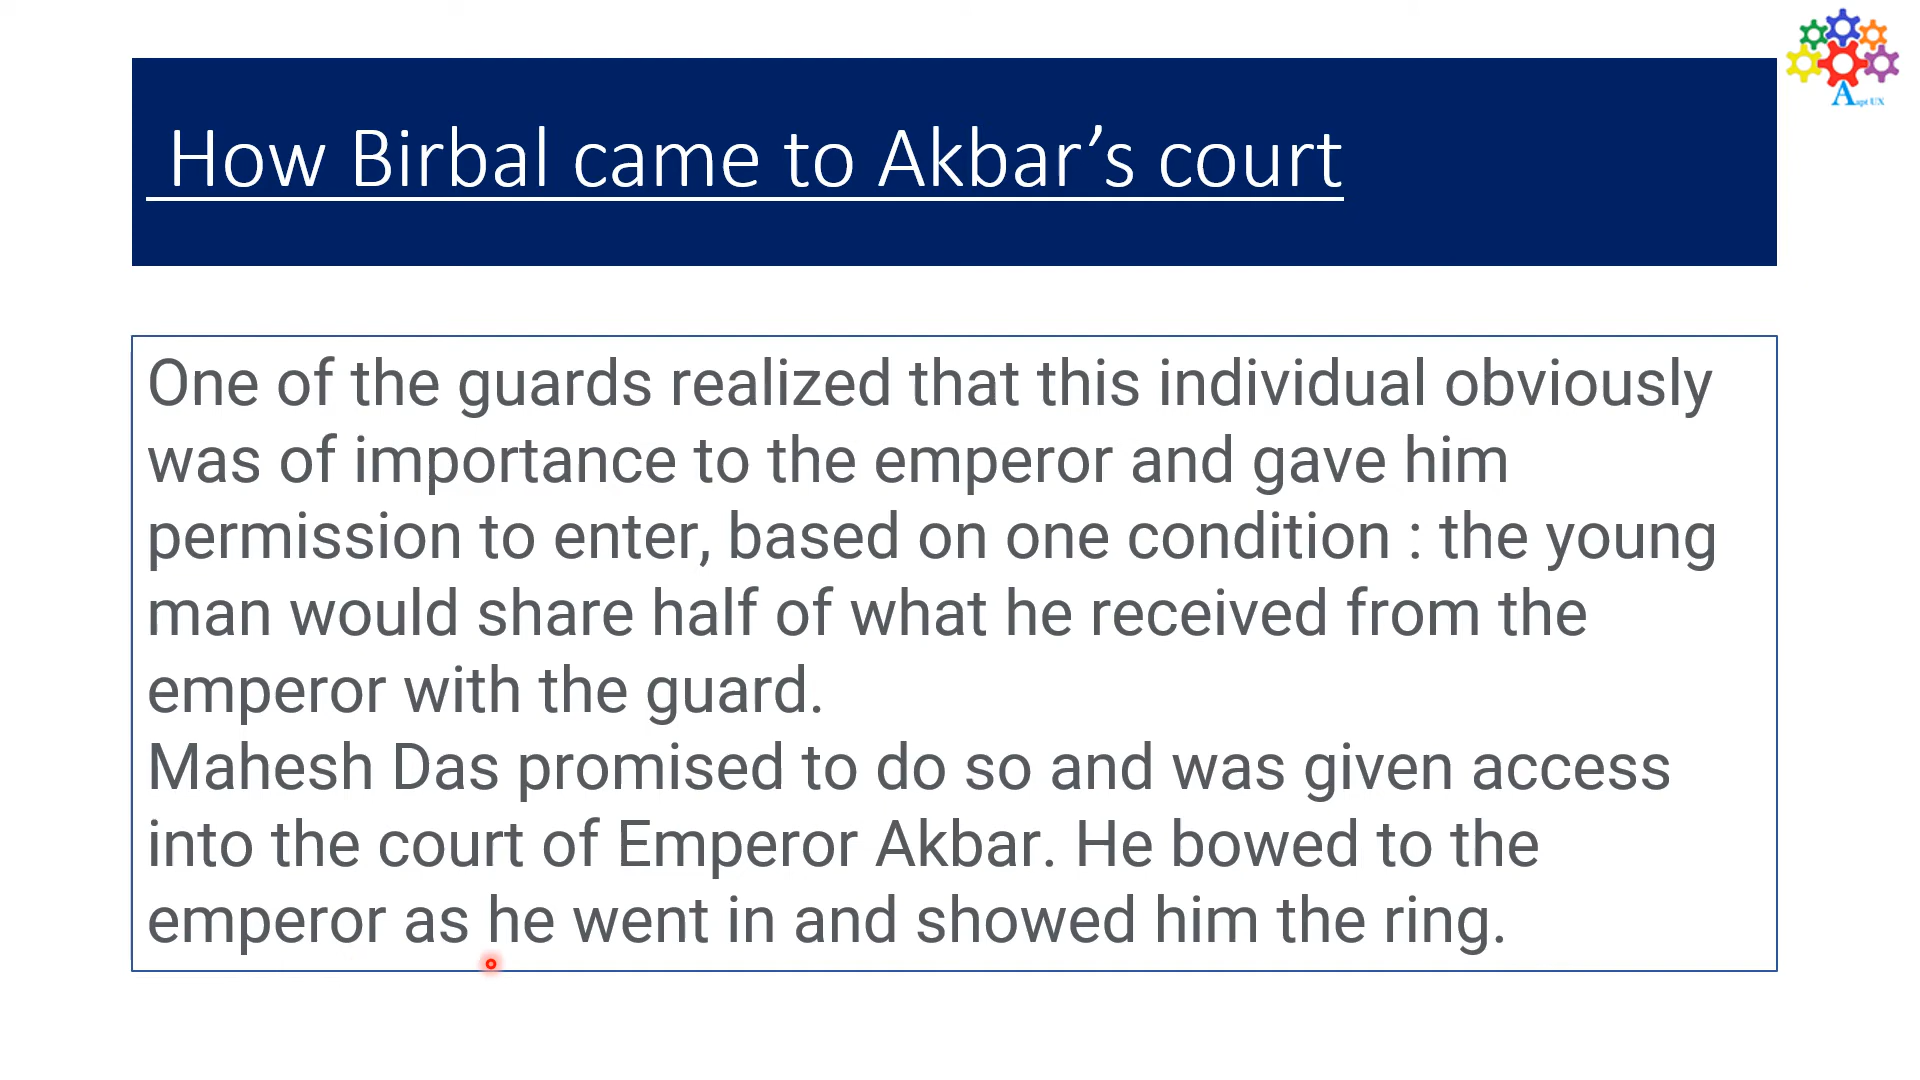 How Birbal came to Akbar’s court
Aapt UX
One of the guards realized that this individual obviously
was of importance to the emperor and gave him
permission to enter, based on one condition : the young
man would share half of what he received from the
emperor with the guard.
Mahesh Das promised to do so and was given access
into the court of Emperor Akbar. He bowed to the
emperor as he went in and showed him the ring.